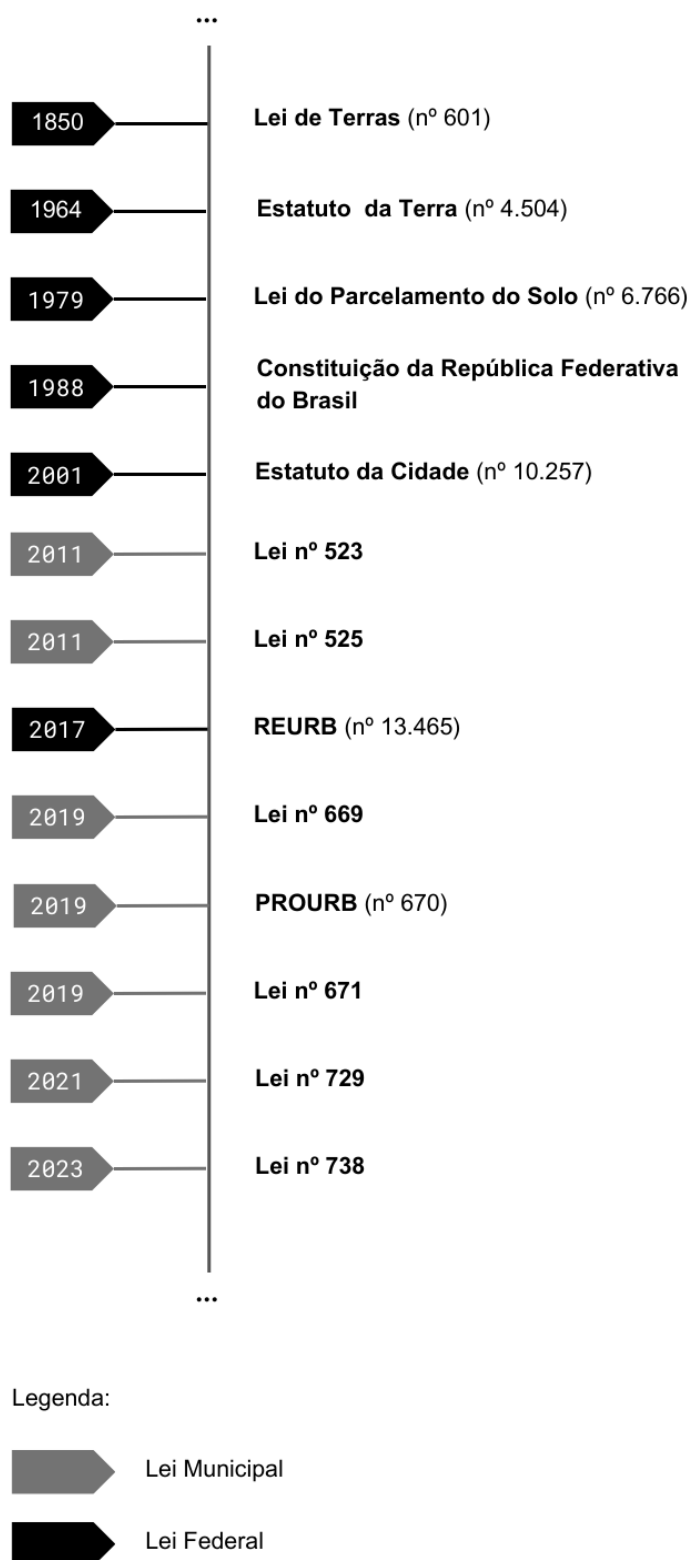 ...
1850 Lei de Terras (nº 601)
1964 Estatuto da Terra (nº 4.504)
1979 Lei do Parcelamento do Solo (nº 6.766)
1988 Constituição da República Federativa
do Brasil
2001 Estatuto da Cidade (nº 10.257)
2011 Lei nº 523
2011 Lei nº 525
2017 REURB (nº 13.465)
2019 Lei nº 669
2019 PROURB (nº 670)
2019 Lei nº 671
2021 Lei nº 729
2023 Lei nº 738
...
Legenda:
Lei Municipal
Lei Federal